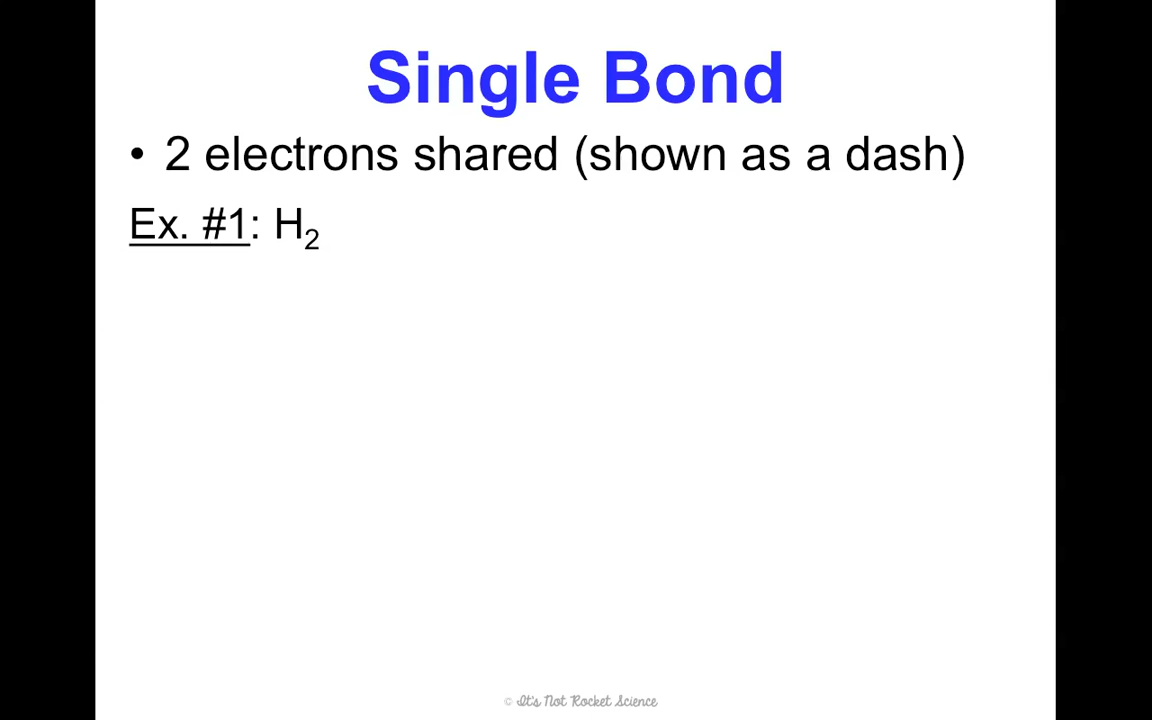 Single Bond
• 2 electrons shared (shown as a dash)
Ex. #1: H₂
© It's Not Rocket Science